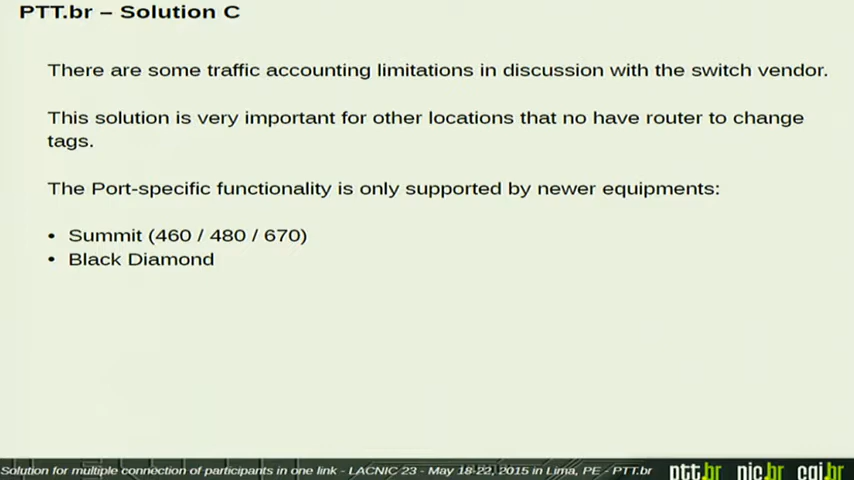 PTT.br – Solution C
There are some traffic accounting limitations in discussion with the switch vendor.
This solution is very important for other locations that no have router to change
tags.
The Port-specific functionality is only supported by newer equipments:
• Summit (460 / 480 / 670)
• Black Diamond
Solution for multiple connection of participants in one link - LACNIC 23 - May 18-22, 2015 in Lima, PE - PTT.br
ptt.br nic.br cgi.br